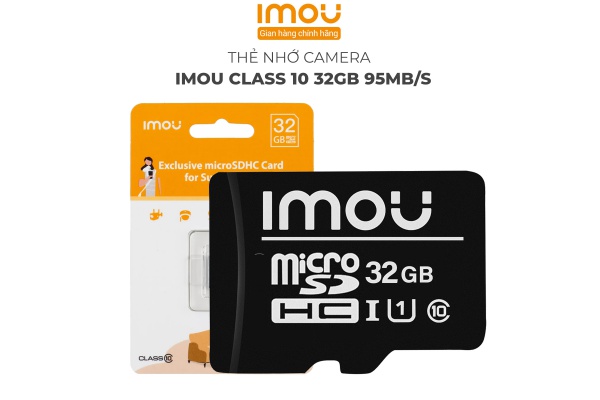 imou
Gian hàng chính hãng
THẺ NHỚ CAMERA
IMOU CLASS 10 32GB 95MB/S
imou
32
GB
Exclusive microSDHC Card
for Su
CLASS 10
imou
micro SD 32GB
HC I U1 10